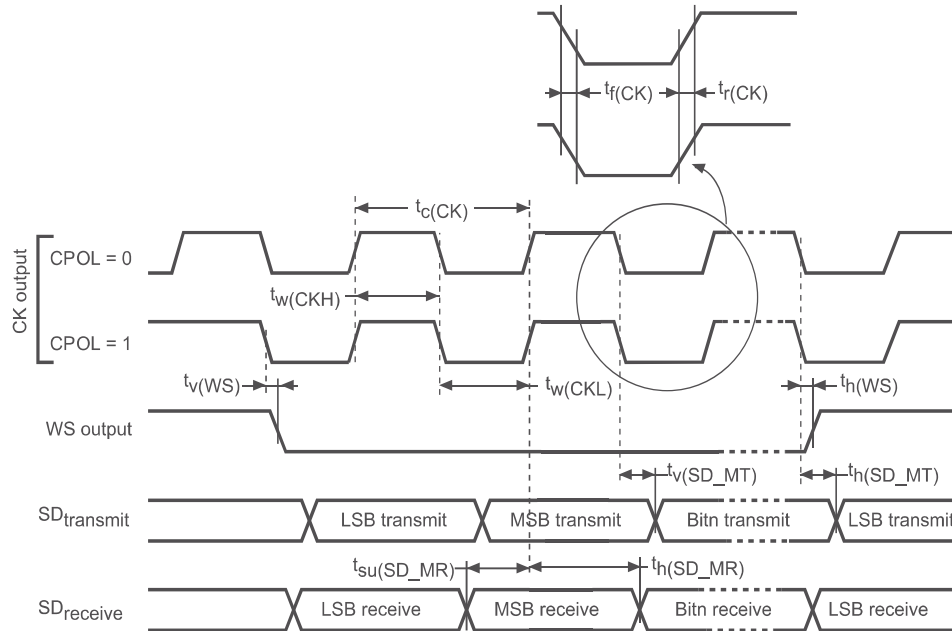 tf(CK)
tr(CK)
tc(CK)
CK output
CPOL = 0
tw(CKH)
CPOL = 1
tv(WS)
tw(CKL)
th(WS)
WS output
tv(SD_MT)
th(SD_MT)
SDtransmit
LSB transmit
MSB transmit
Bitn transmit
LSB transmit
tsu(SD_MR)
th(SD_MR)
SDreceive
LSB receive
MSB receive
Bitn receive
LSB receive